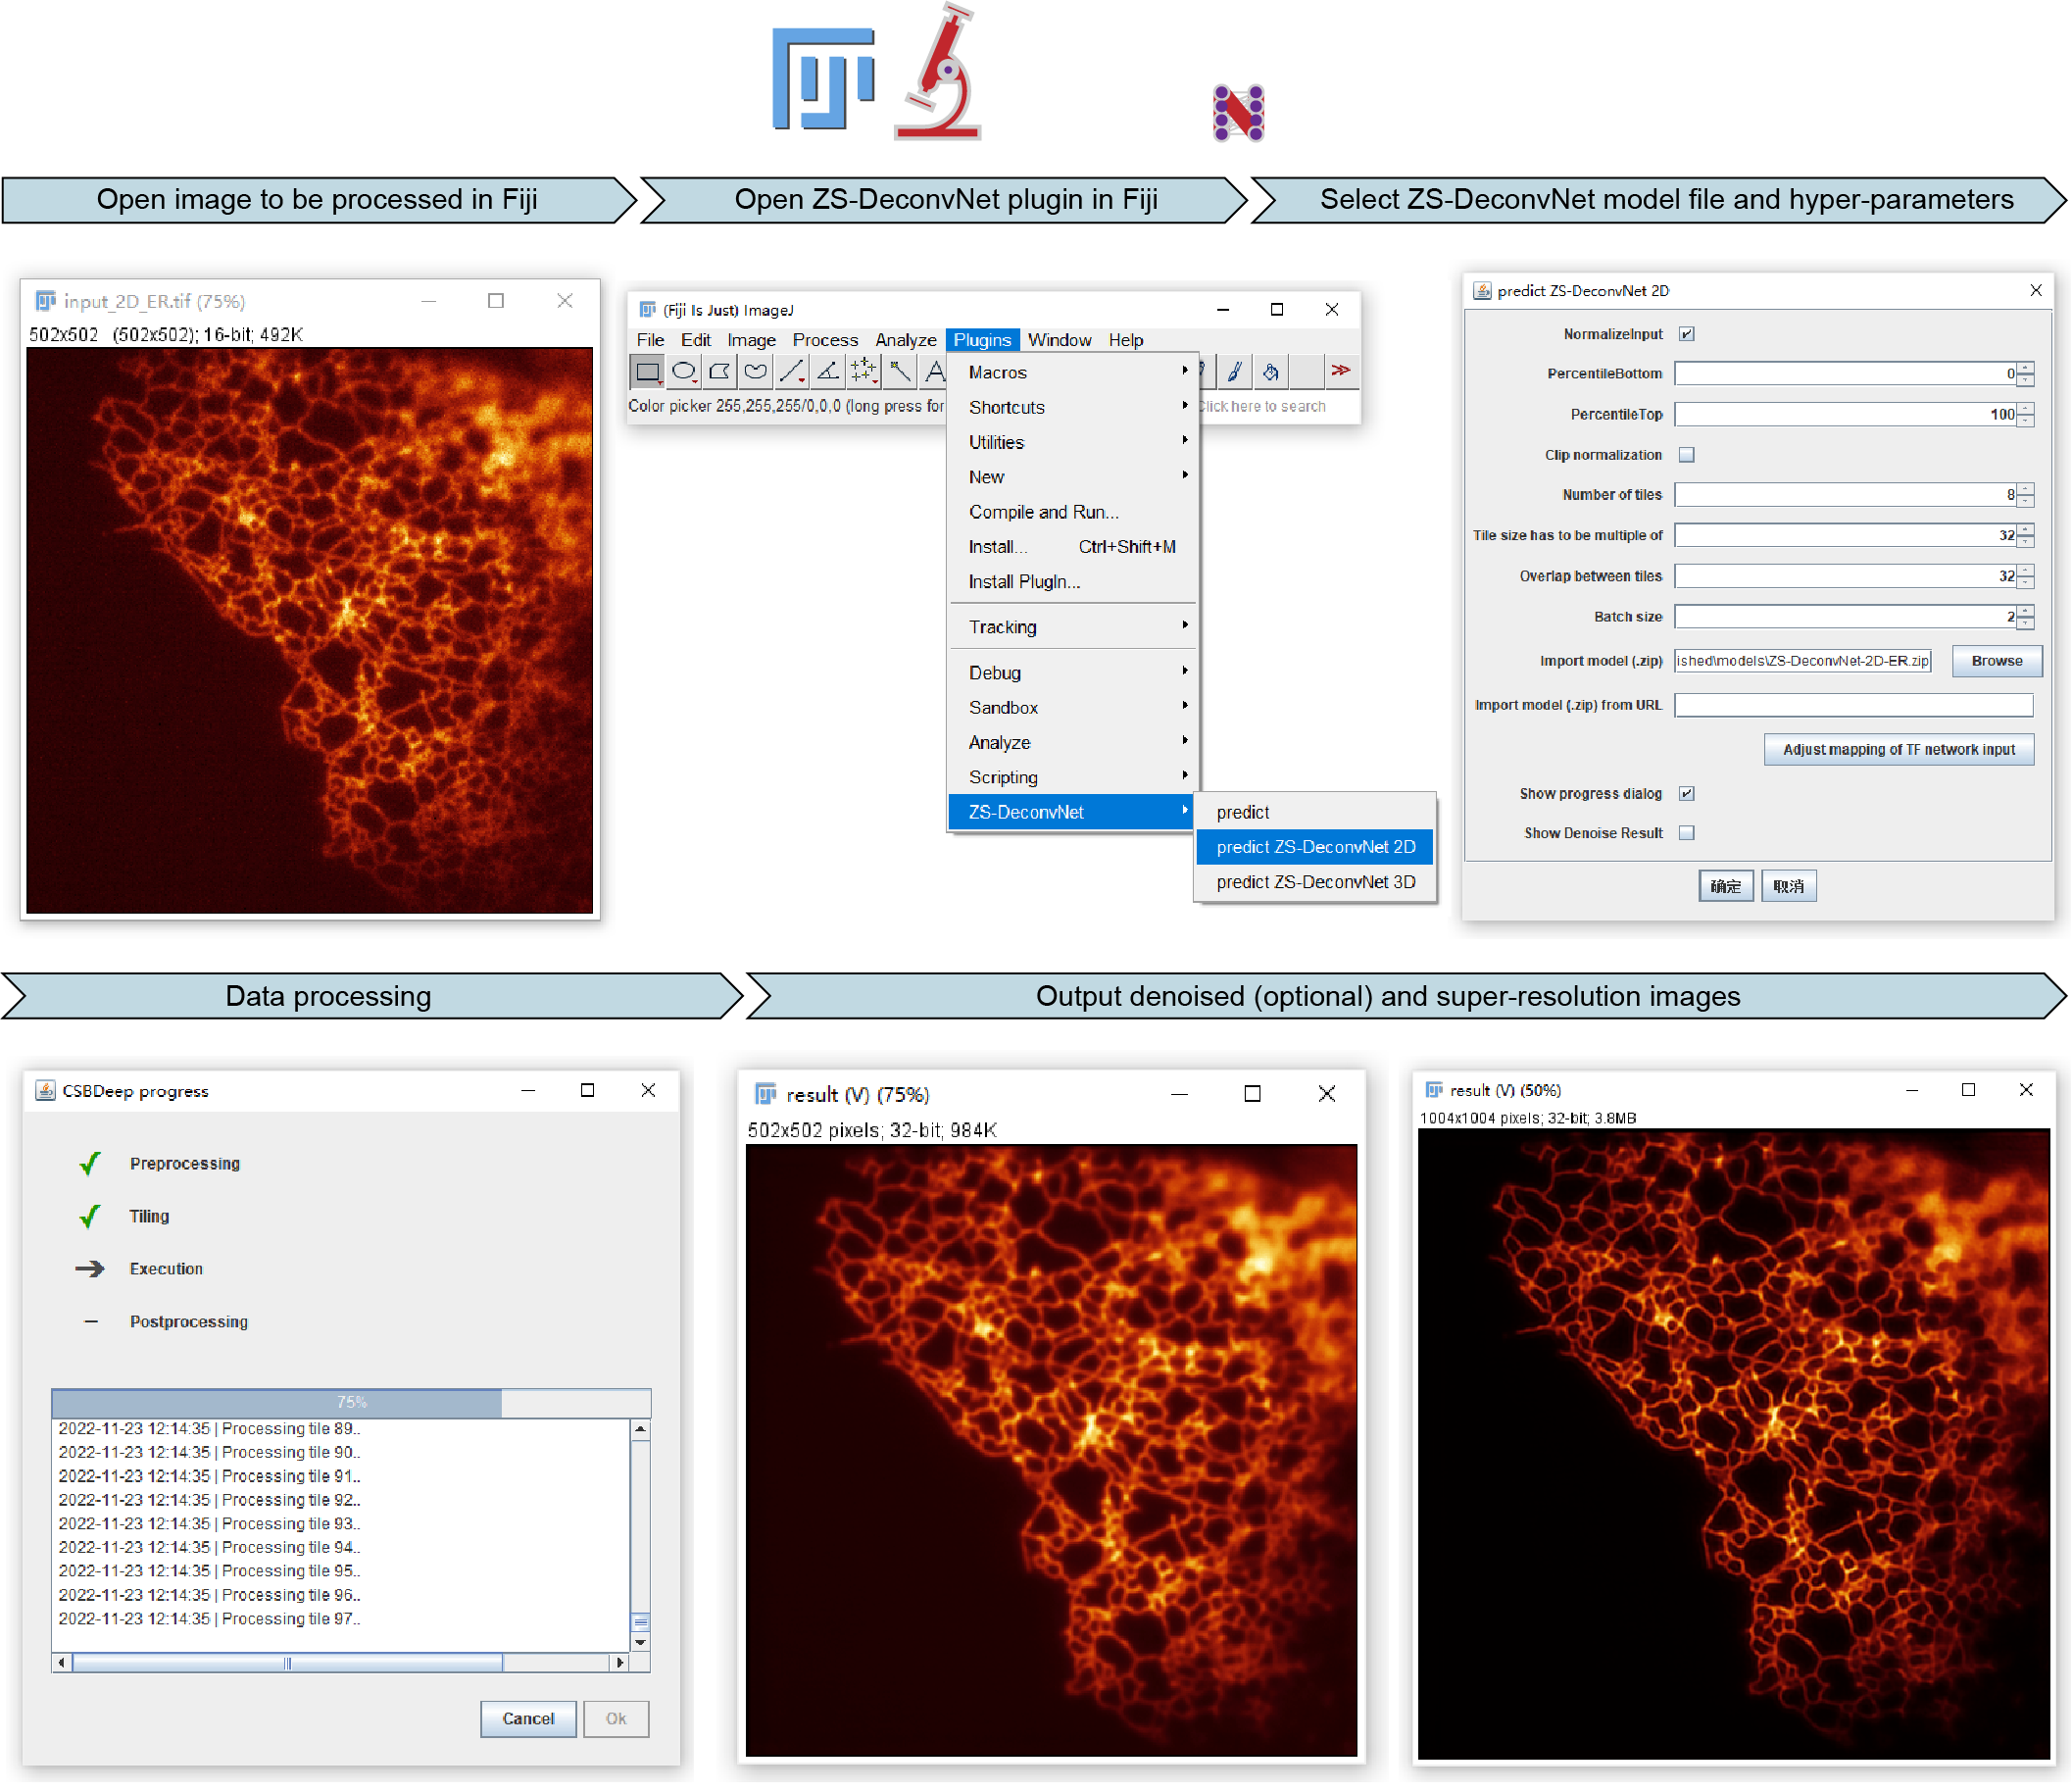 Open image to be processed in Fiji
Open ZS-DeconvNet plugin in Fiji
Select ZS-DeconvNet model file and hyper-parameters
input_2D_ER.tif (75%)
502x502 (502x502); 16-bit; 492K
(Fiji Is Just) ImageJ
File Edit Image Process Analyze Plugins Window Help
Color picker 255,255,255/0,0,0 (long press for
Click here to search
Macros
Shortcuts
Utilities
New
Compile and Run...
Install... Ctrl+Shift+M
Install PlugIn...
Tracking
Debug
Sandbox
Analyze
Scripting
ZS-DeconvNet
predict
predict ZS-DeconvNet 2D
predict ZS-DeconvNet 3D
predict ZS-DeconvNet 2D
NormalizeInput
PercentileBottom 0
PercentileTop 100
Clip normalization
Number of tiles 8
Tile size has to be multiple of 32
Overlap between tiles 32
Batch size 2
Import model (.zip) ished\models\ZS-DeconvNet-2D-ER.zip Browse
Import model (.zip) from URL
Adjust mapping of TF network input
Show progress dialog
Show Denoise Result
确定 取消
Data processing
Output denoised (optional) and super-resolution images
CSBDeep progress
Preprocessing
Tiling
Execution
Postprocessing
75%
2022-11-23 12:14:35 | Processing tile 89..
2022-11-23 12:14:35 | Processing tile 90..
2022-11-23 12:14:35 | Processing tile 91..
2022-11-23 12:14:35 | Processing tile 92..
2022-11-23 12:14:35 | Processing tile 93..
2022-11-23 12:14:35 | Processing tile 94..
2022-11-23 12:14:35 | Processing tile 95..
2022-11-23 12:14:35 | Processing tile 96..
2022-11-23 12:14:35 | Processing tile 97..
Cancel Ok
result (V) (75%)
502x502 pixels; 32-bit; 984K
result (V) (50%)
1004x1004 pixels; 32-bit; 3.8MB